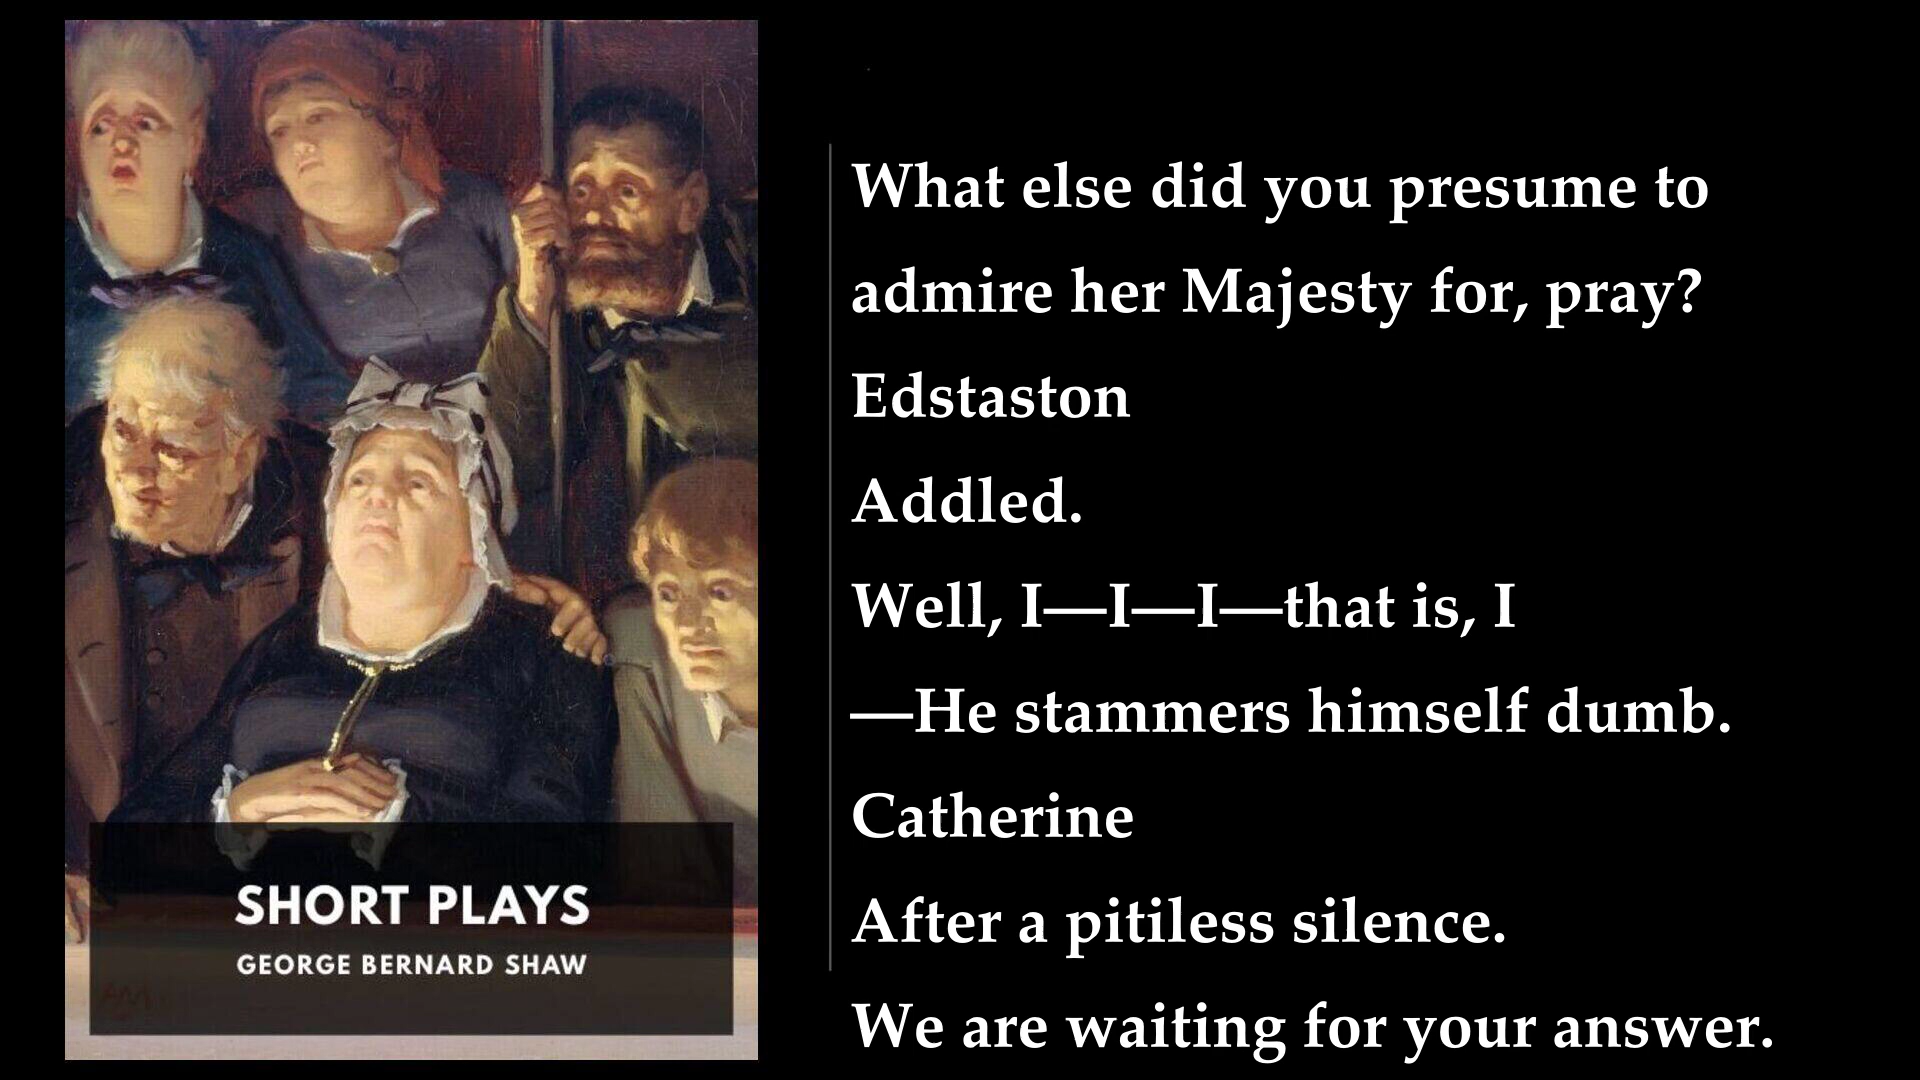 SHORT PLAYS
GEORGE BERNARD SHAW
What else did you presume to
admire her Majesty for, pray?
Edstaston
Addled.
Well, I—I—I—that is, I
—He stammers himself dumb.
Catherine
After a pitiless silence.
We are waiting for your answer.